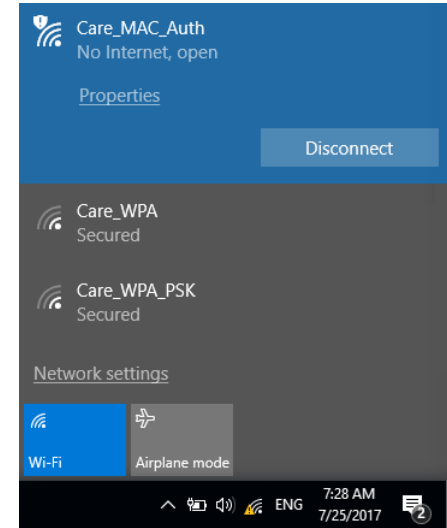 Care_MAC_Auth
No Internet, open
Properties
Disconnect
Care_WPA
Secured
Care_WPA_PSK
Secured
Network settings
Wi-Fi
Airplane mode
ENG
7:28 AM
7/25/2017
2